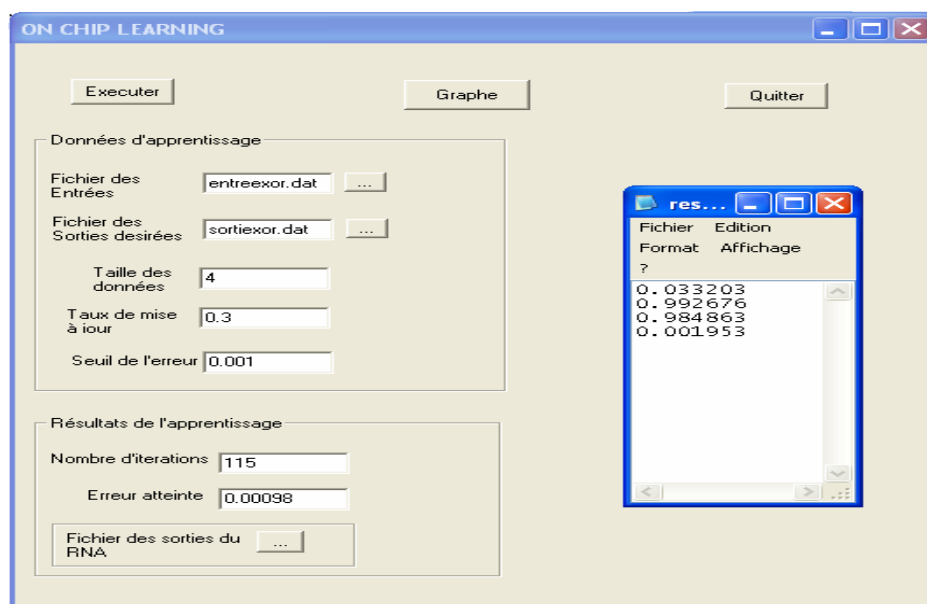 ON CHIP LEARNING
Executer
Graphe
Quitter
Données d'apprentissage
Fichier des
Entrées
entreexor.dat
...
Fichier des
Sorties desirées
sortiexor.dat
...
Taille des
données
4
Taux de mise
à jour
0.3
Seuil de l'erreur
0.001
Résultats de l'apprentissage
Nombre d'iterations
115
Erreur atteinte
0.00098
Fichier des sorties du
RNA
...
res...
Fichier Edition
Format Affichage
?
0.033203
0.992676
0.984863
0.001953